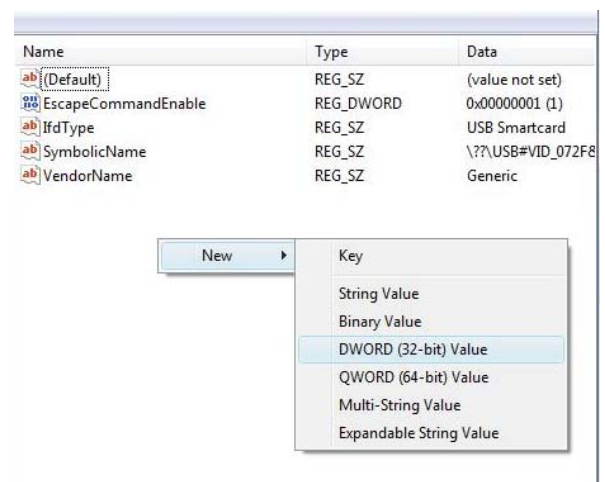 Name Type Data
(Default) REG_SZ (value not set)
EscapeCommandEnable REG_DWORD 0x00000001 (1)
IfdType REG_SZ USB Smartcard
SymbolicName REG_SZ \??\USB#VID_072F&
VendorName REG_SZ Generic
New
Key
String Value
Binary Value
DWORD (32-bit) Value
QWORD (64-bit) Value
Multi-String Value
Expandable String Value